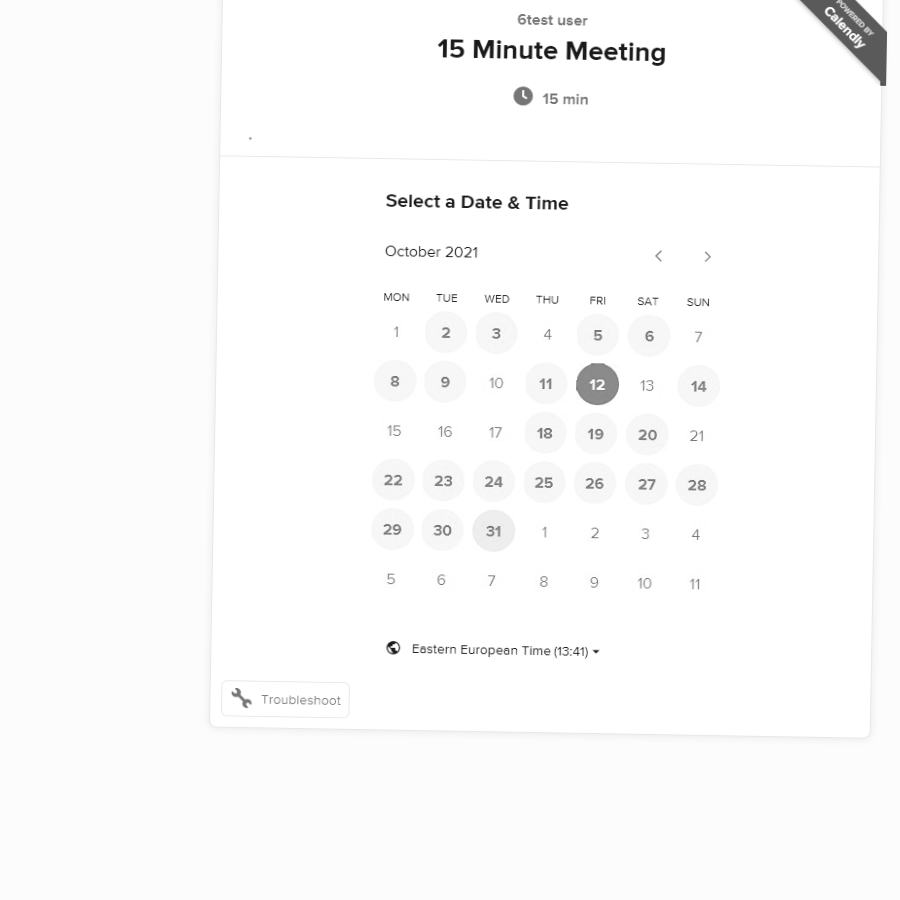 6test user
POWERED BY
Calendly
15 Minute Meeting
15 min
.
Select a Date & Time
October 2021
MON TUE WED THU FRI SAT SUN
1 2 3 4 5 6 7
8 9 10 11 12 13 14
15 16 17 18 19 20 21
22 23 24 25 26 27 28
29 30 31 1 2 3 4
5 6 7 8 9 10 11
Eastern European Time (13:41)
Troubleshoot